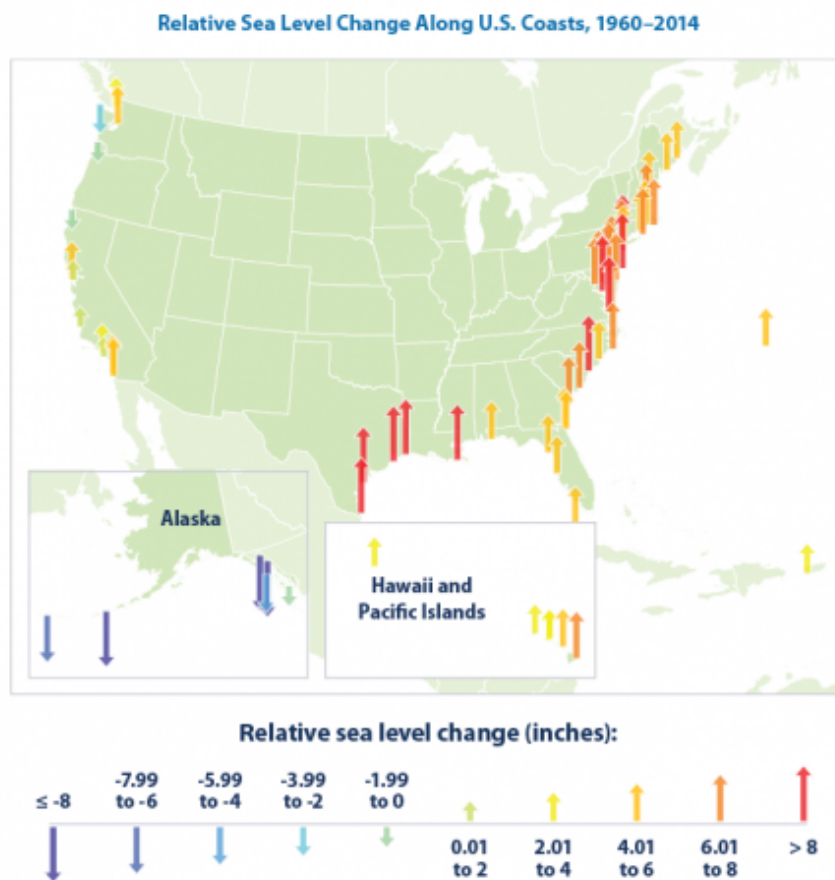 Relative Sea Level Change Along U.S. Coasts, 1960–2014
Alaska
Hawaii and
Pacific Islands
Relative sea level change (inches):
≤ -8
-7.99
to -6
-5.99
to -4
-3.99
to -2
-1.99
to 0
0.01
to 2
2.01
to 4
4.01
to 6
6.01
to 8
> 8